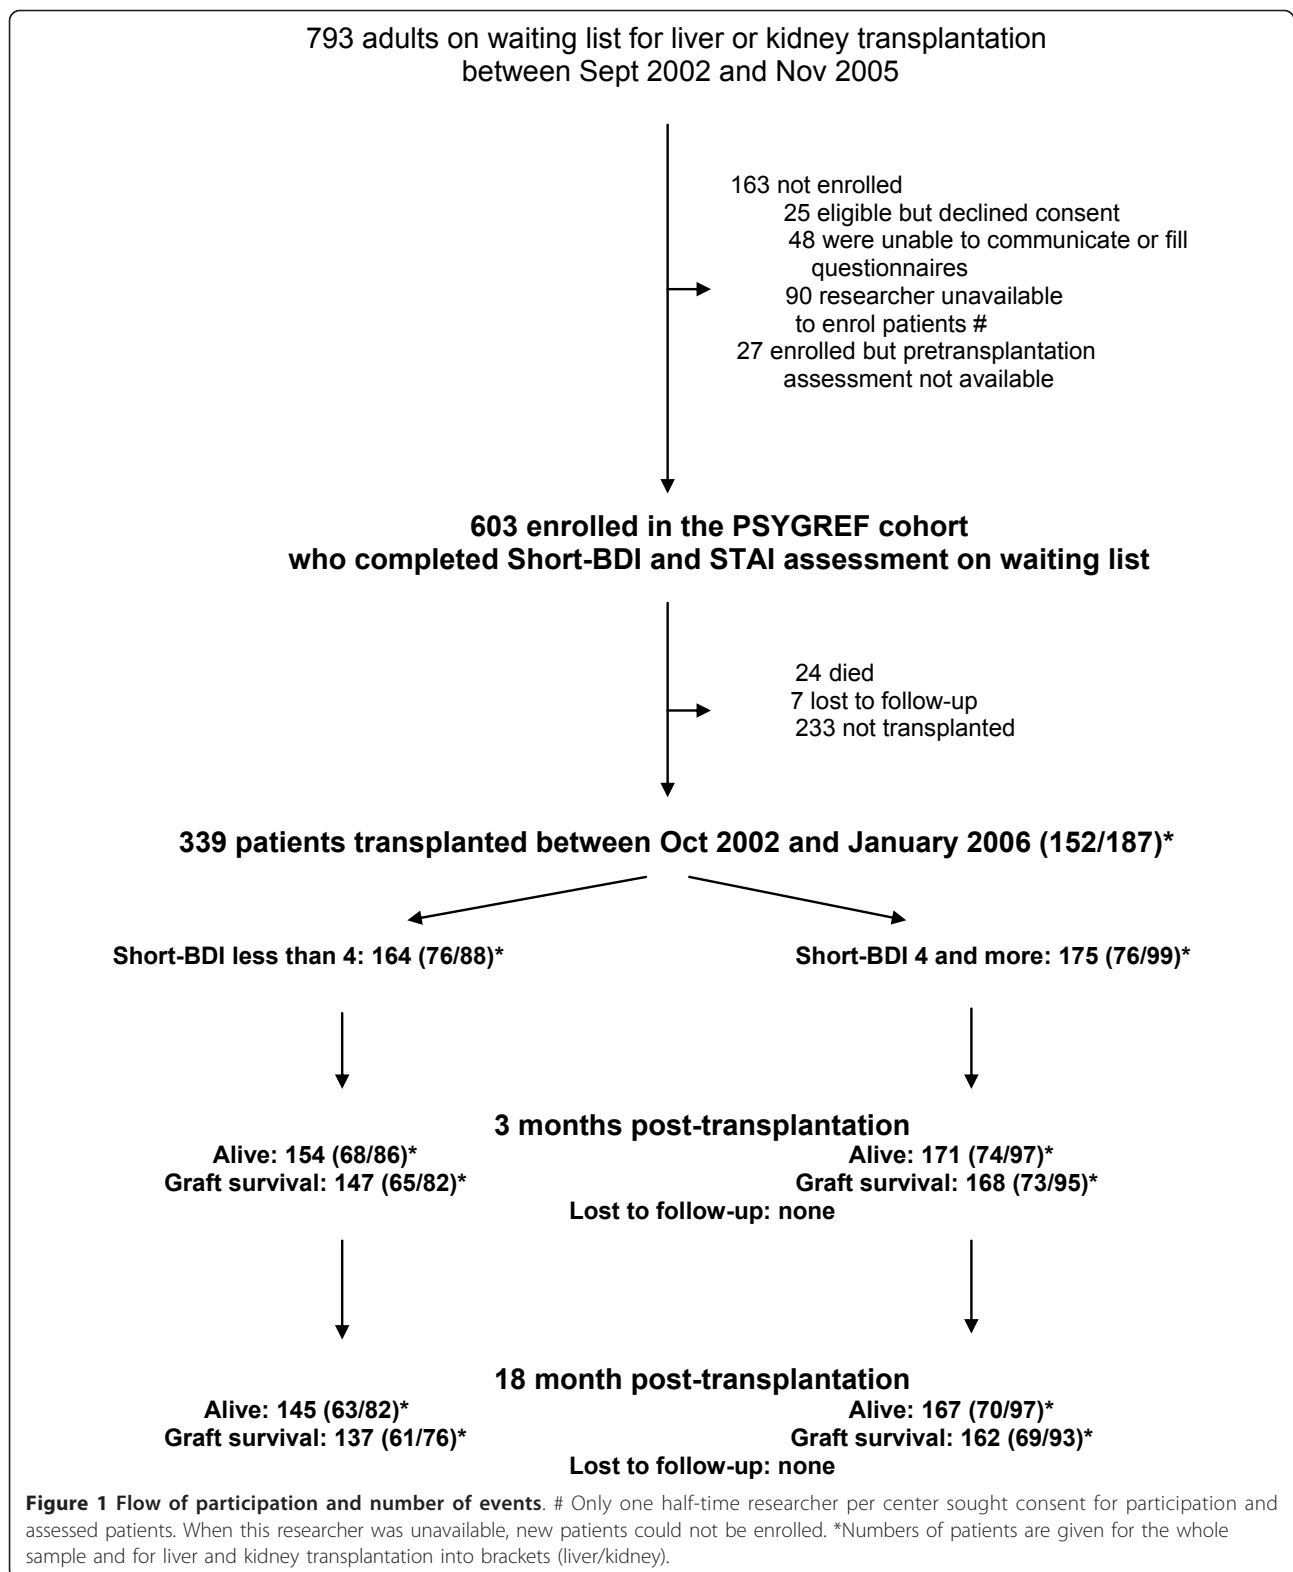 793 adults on waiting list for liver or kidney transplantation
between Sept 2002 and Nov 2005
163 not enrolled
25 eligible but declined consent
48 were unable to communicate or fill
questionnaires
90 researcher unavailable
to enrol patients #
27 enrolled but pretransplantation
assessment not available
603 enrolled in the PSYGREF cohort
who completed Short-BDI and STAI assessment on waiting list
24 died
7 lost to follow-up
233 not transplanted
339 patients transplanted between Oct 2002 and January 2006 (152/187)*
Short-BDI less than 4: 164 (76/88)*
Short-BDI 4 and more: 175 (76/99)*
3 months post-transplantation
Alive: 154 (68/86)*
Graft survival: 147 (65/82)*
Alive: 171 (74/97)*
Graft survival: 168 (73/95)*
Lost to follow-up: none
18 month post-transplantation
Alive: 145 (63/82)*
Graft survival: 137 (61/76)*
Alive: 167 (70/97)*
Graft survival: 162 (69/93)*
Lost to follow-up: none
Figure 1 Flow of participation and number of events. # Only one half-time researcher per center sought consent for participation and
assessed patients. When this researcher was unavailable, new patients could not be enrolled. *Numbers of patients are given for the whole
sample and for liver and kidney transplantation into brackets (liver/kidney).